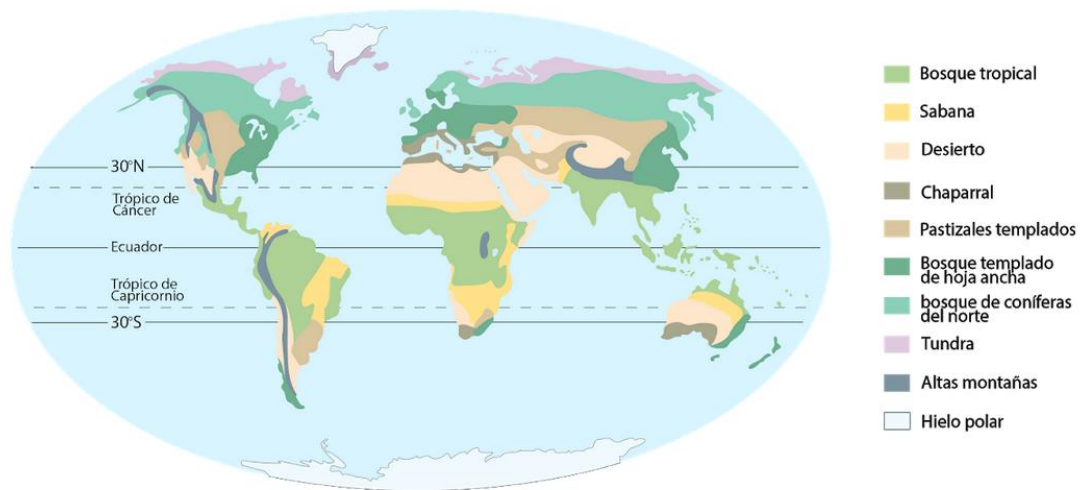 30°N
Trópico de
Cáncer
Ecuador
Trópico de
Capricornio
30°S
Bosque tropical
Sabana
Desierto
Chaparral
Pastizales templados
Bosque templado
de hoja ancha
bosque de coníferas
del norte
Tundra
Altas montañas
Hielo polar